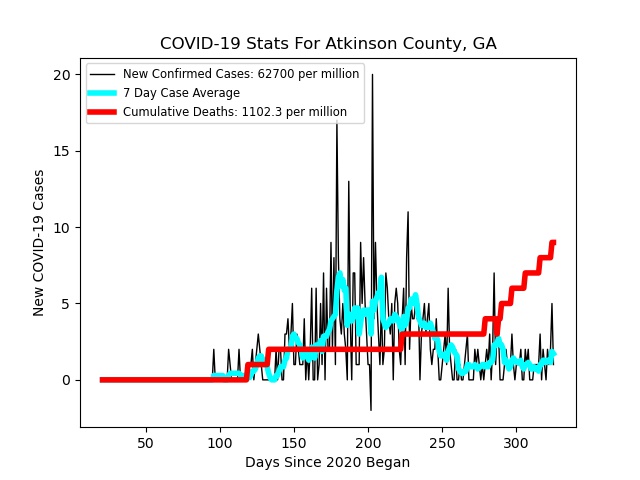 COVID-19 Stats For Atkinson County, GA
New Confirmed Cases: 62700 per million
7 Day Case Average
Cumulative Deaths: 1102.3 per million
New COVID-19 Cases
20
15
10
5
0
50 100 150 200 250 300
Days Since 2020 Began